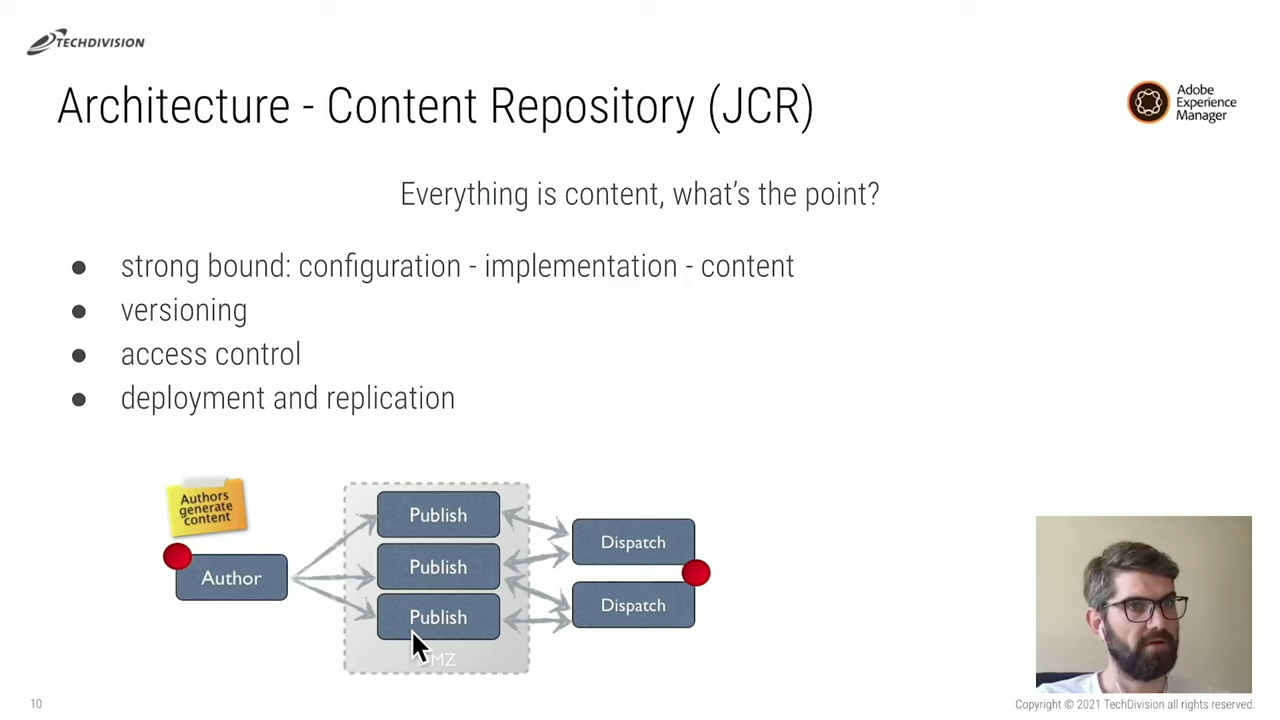 TECHDIVISION
Architecture - Content Repository (JCR)
Adobe
Experience
Manager
Everything is content, what's the point?
● strong bound: configuration - implementation - content
● versioning
● access control
● deployment and replication
Authors
generate
content
Author
Publish
Publish
Publish
MZ
Dispatch
Dispatch
10
Copyright © 2021 TechDivision all rights reserved.